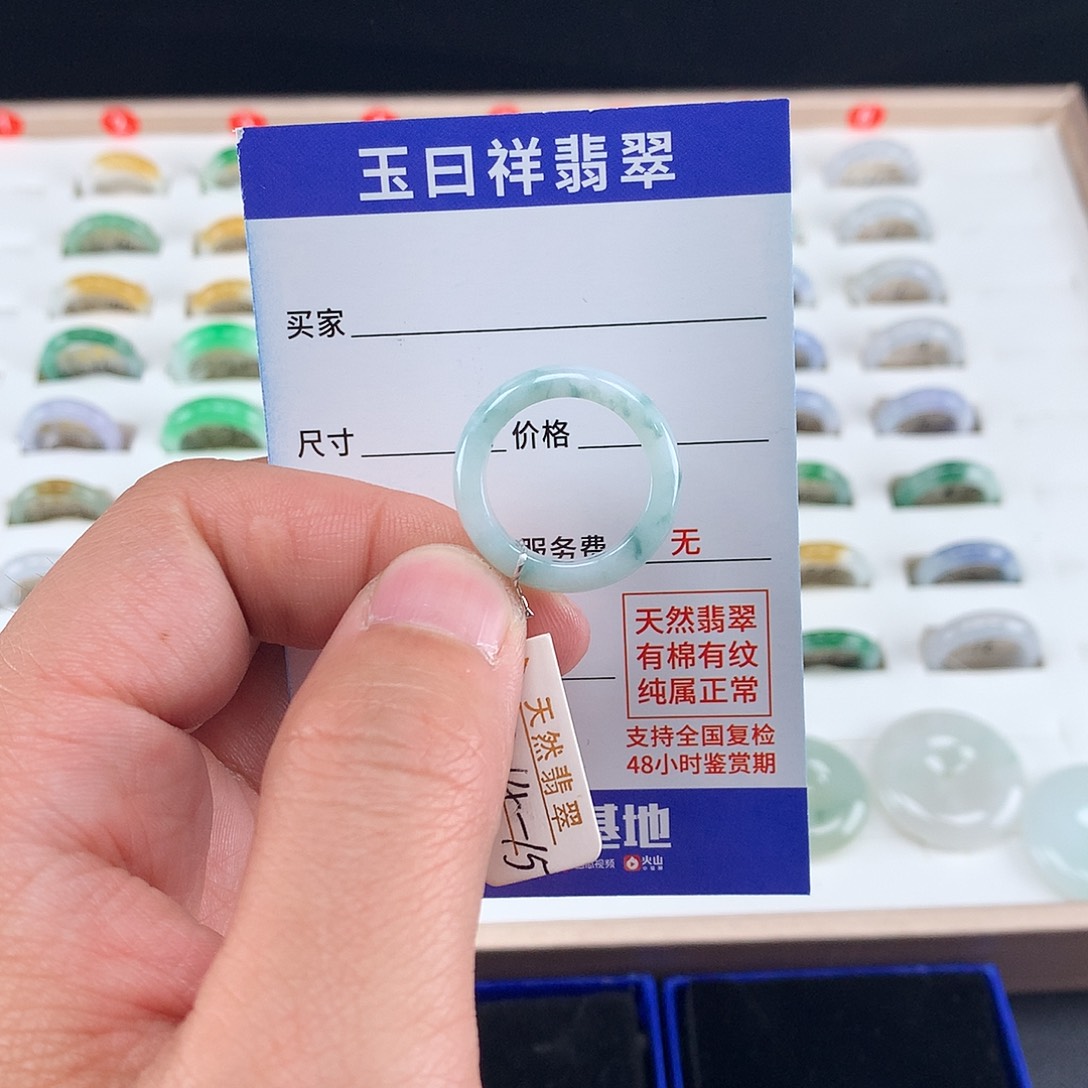 玉曰祥翡翠
买家
尺寸
价格
服务费
无
天然翡翠
有棉有纹
纯属正常
支持全国复检
48小时鉴赏期
基地
视频
火山
天然翡翠